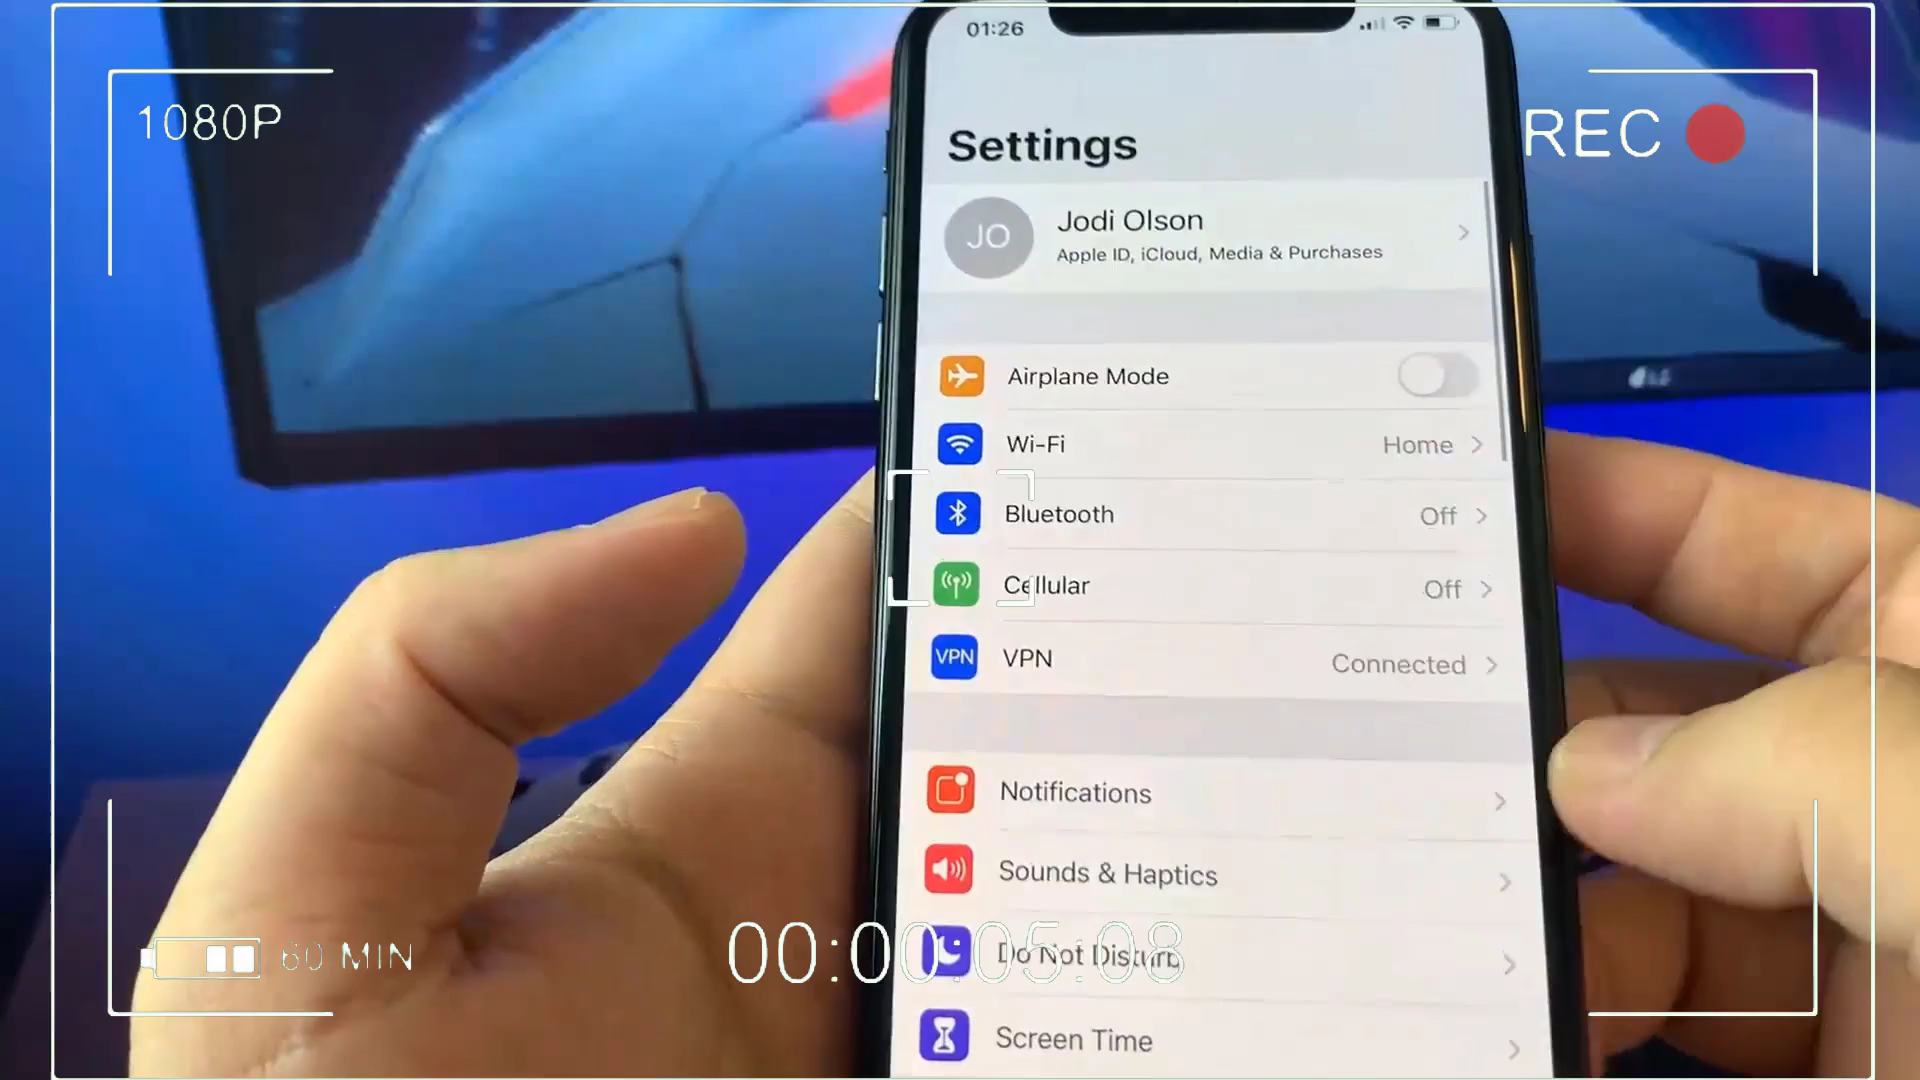 01:26
1080P
REC
Settings
JO
Jodi Olson
Apple ID, iCloud, Media & Purchases
Airplane Mode
LG
Wi-Fi
Home
Bluetooth
Off
Cellular
Off
VPN
VPN
Connected
Notifications
Sounds & Haptics
60 MIN
00:00:05:08
Do Not Disturb
Screen Time